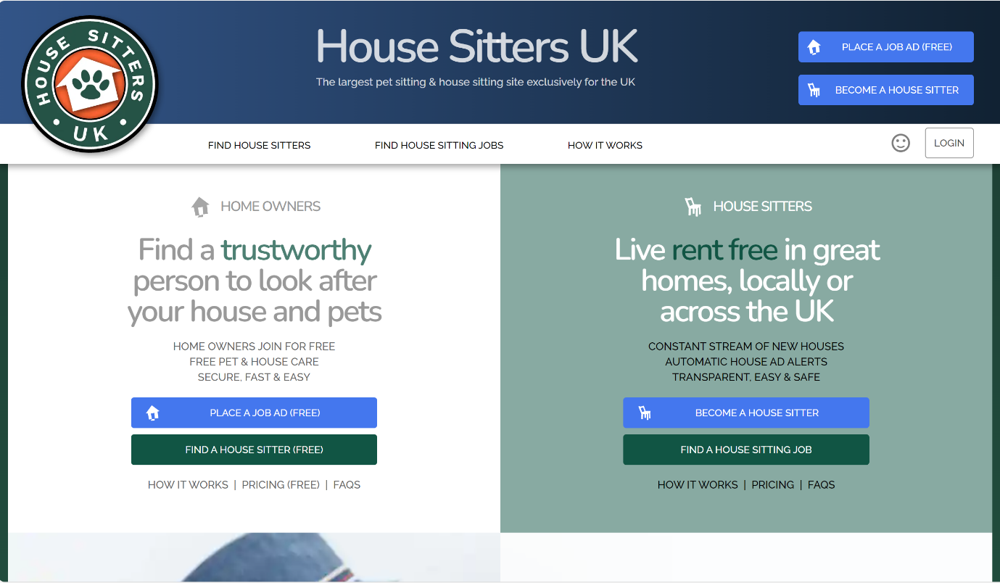 HOUSE SITTERS
UK
House Sitters UK
The largest pet sitting & house sitting site exclusively for the UK
PLACE A JOB AD (FREE)
BECOME A HOUSE SITTER
FIND HOUSE SITTERS
FIND HOUSE SITTING JOBS
HOW IT WORKS
LOGIN
HOME OWNERS
Find a trustworthy
person to look after
your house and pets
HOME OWNERS JOIN FOR FREE
FREE PET & HOUSE CARE
SECURE, FAST & EASY
PLACE A JOB AD (FREE)
FIND A HOUSE SITTER (FREE)
HOW IT WORKS | PRICING (FREE) | FAQS
HOUSE SITTERS
Live rent free in great
homes, locally or
across the UK
CONSTANT STREAM OF NEW HOUSES
AUTOMATIC HOUSE AD ALERTS
TRANSPARENT, EASY & SAFE
BECOME A HOUSE SITTER
FIND A HOUSE SITTING JOB
HOW IT WORKS | PRICING | FAQS